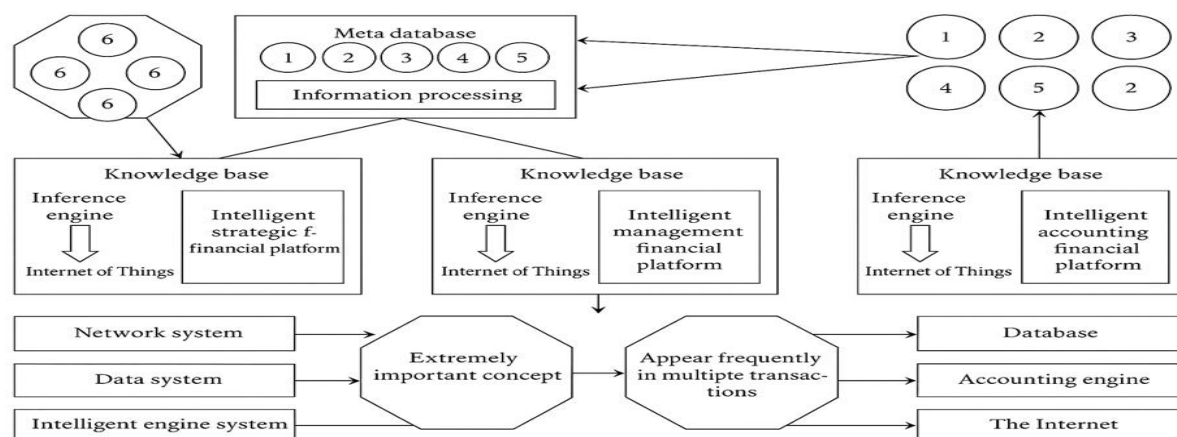 6
6
6
6
Meta database
1 2 3 4 5
Information processing
1 2 3
4 5 2
Knowledge base
Inference
engine
Internet of Things
Intelligent
strategic f-
financial platform
Knowledge base
Inference
engine
Internet of Things
Intelligent
management
financial
platform
Knowledge base
Inference
engine
Internet of Things
Intelligent
accounting
financial
platform
Network system
Data system
Intelligent engine system
Extremely
important concept
Appear frequently
in multipte transac-
tions
Database
Accounting engine
The Internet